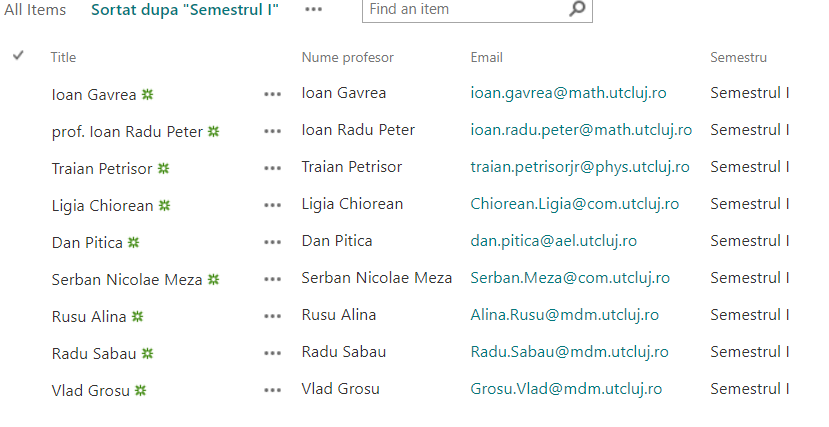 All Items Sortat dupa "Semestrul I" ••• Find an item
Title Nume profesor Email Semestru
Ioan Gavrea ••• Ioan Gavrea ioan.gavrea@math.utcluj.ro Semestrul I
prof. Ioan Radu Peter ••• Ioan Radu Peter ioan.radu.peter@math.utcluj.ro Semestrul I
Traian Petrisor ••• Traian Petrisor traian.petrisorjr@phys.utcluj.ro Semestrul I
Ligia Chiorean ••• Ligia Chiorean Chiorean.Ligia@com.utcluj.ro Semestrul I
Dan Pitica ••• Dan Pitica dan.pitica@ael.utcluj.ro Semestrul I
Serban Nicolae Meza ••• Serban Nicolae Meza Serban.Meza@com.utcluj.ro Semestrul I
Rusu Alina ••• Rusu Alina Alina.Rusu@mdm.utcluj.ro Semestrul I
Radu Sabau ••• Radu Sabau Radu.Sabau@mdm.utcluj.ro Semestrul I
Vlad Grosu ••• Vlad Grosu Grosu.Vlad@mdm.utcluj.ro Semestrul I